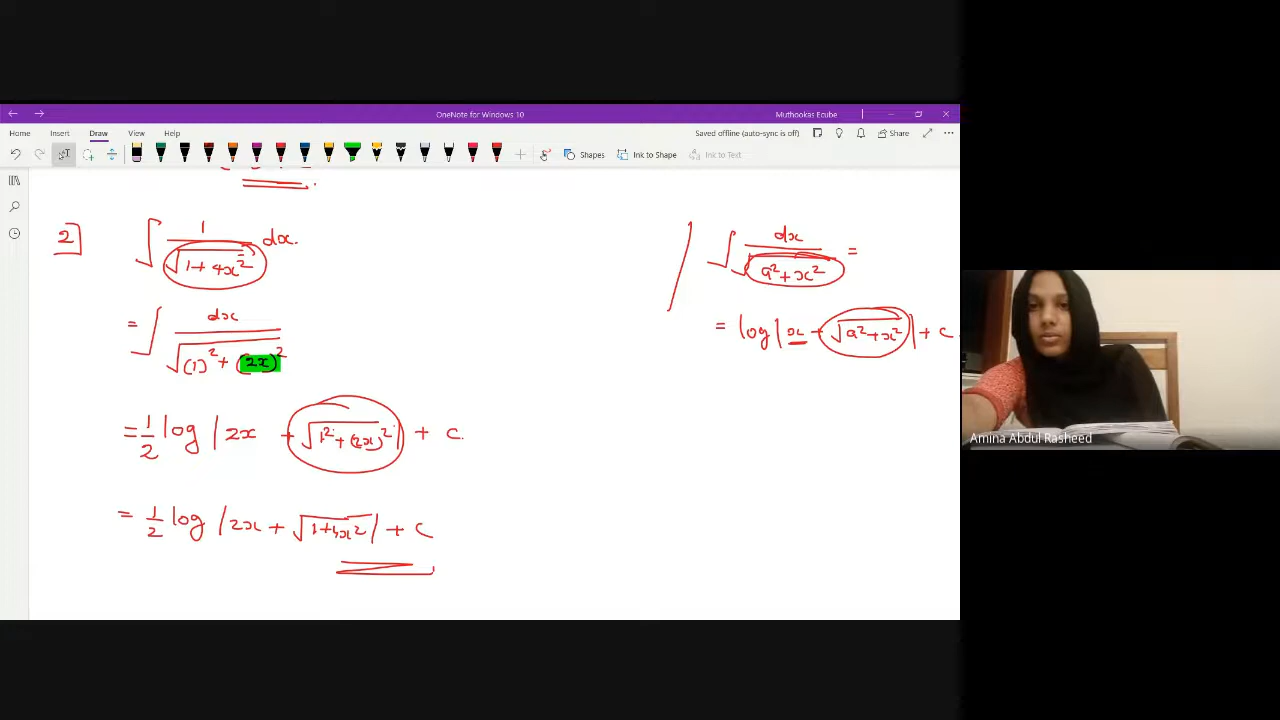 OneNote for Windows 10
Muthookas Ecube
Home Insert Draw View Help
Saved offline (auto-sync is off) Share
Shapes Ink to Shape Ink to Text
2 ∫ 1/√(1+4x²) dx.
= ∫ dx/√((1)²+(2x)²)
= 1/2 log |2x + √(1²+(2x)²)| + c.
= 1/2 log |2x + √(1+4x²)| + c
∫ dx/√(a²+x²) =
= log |x + √(a²+x²)| + c
Amina Abdul Rasheed